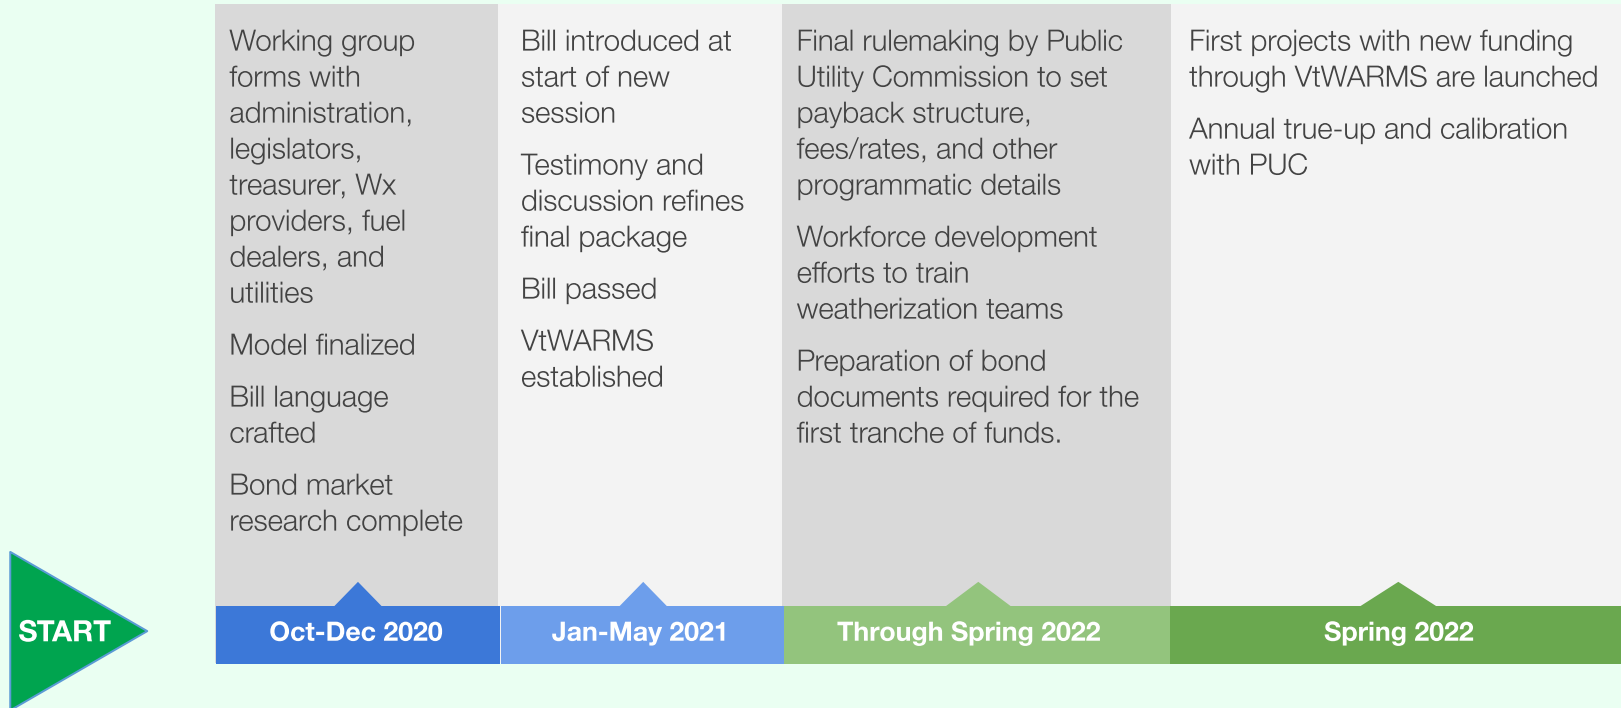 Working group
forms with
administration,
legislators,
treasurer, Wx
providers, fuel
dealers, and
utilities
Model finalized
Bill language
crafted
Bond market
research complete
Bill introduced at
start of new
session
Testimony and
discussion refines
final package
Bill passed
VtWARMS
established
Final rulemaking by Public
Utility Commission to set
payback structure,
fees/rates, and other
programmatic details
Workforce development
efforts to train
weatherization teams
Preparation of bond
documents required for the
first tranche of funds.
First projects with new funding
through VtWARMS are launched
Annual true-up and calibration
with PUC
START
Oct-Dec 2020
Jan-May 2021
Through Spring 2022
Spring 2022